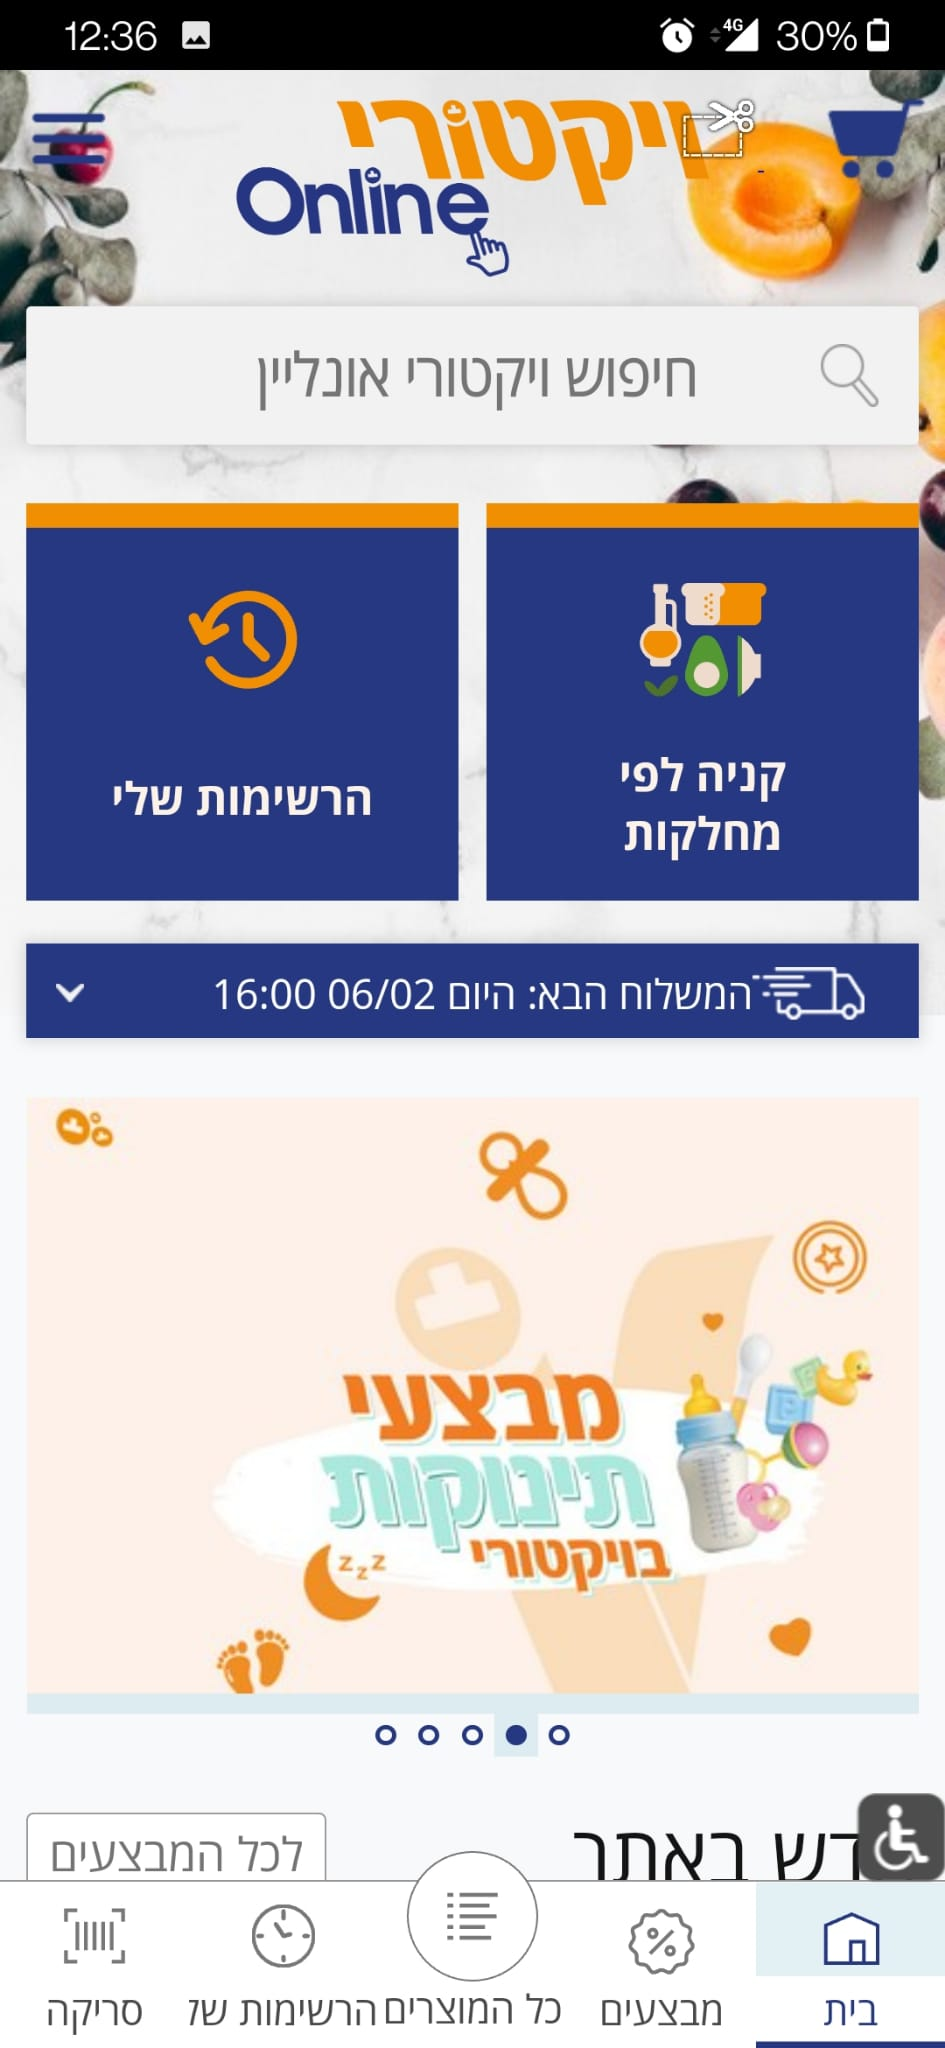 12:36
4G
30%
ויקטורי
Online
חיפוש ויקטורי אונליין
קניה לפי
מחלקות
הרשימות שלי
המשלוח הבא: היום 06/02 16:00
מבצעי
תינוקות
בויקטורי
z z z
דש באתר
לכל המבצעים
בית
מבצעים
כל המוצרים
הרשימות של
סריקה